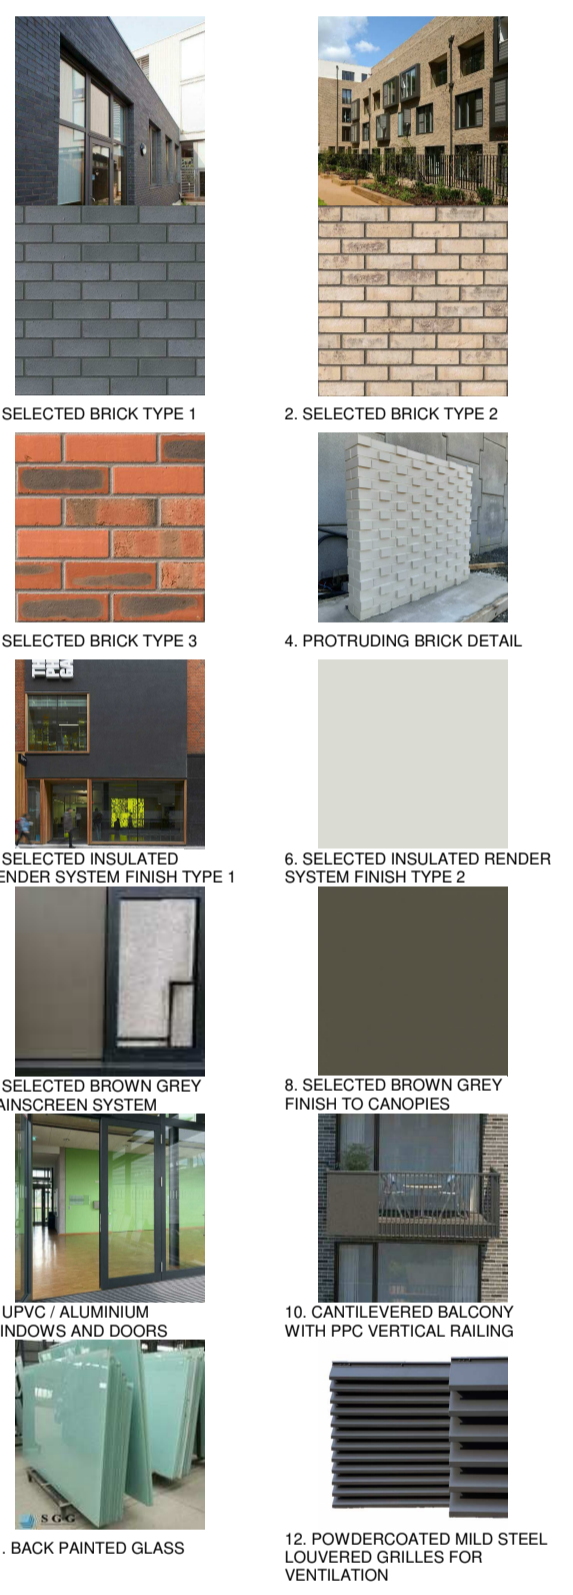 SELECTED BRICK TYPE 1
2. SELECTED BRICK TYPE 2
SELECTED BRICK TYPE 3
4. PROTRUDING BRICK DETAIL
SELECTED INSULATED
ENDER SYSTEM FINISH TYPE 1
6. SELECTED INSULATED RENDER
SYSTEM FINISH TYPE 2
SELECTED BROWN GREY
AINSCREEN SYSTEM
8. SELECTED BROWN GREY
FINISH TO CANOPIES
UPVC / ALUMINIUM
INDOWS AND DOORS
10. CANTILEVERED BALCONY
WITH PPC VERTICAL RAILING
SGG
. BACK PAINTED GLASS
12. POWDERCOATED MILD STEEL
LOUVERED GRILLES FOR
VENTILATION